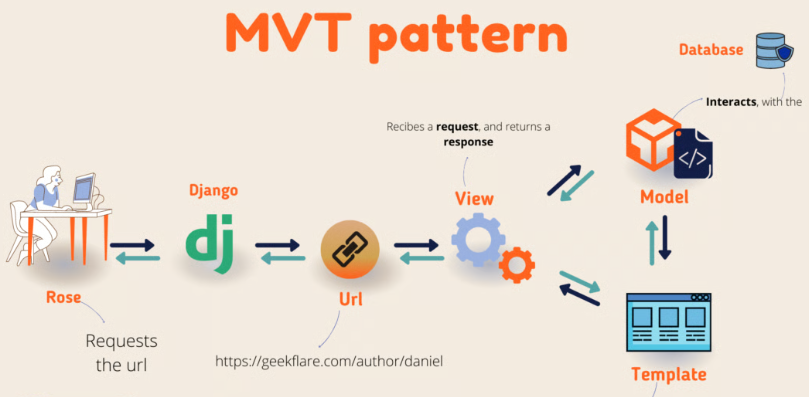 MVT pattern
Database
Interacts, with the
Recibes a request, and returns a
response
Django
View
Model
dj
Rose
Url
Requests
the url
https://geekflare.com/author/daniel
</>
Template